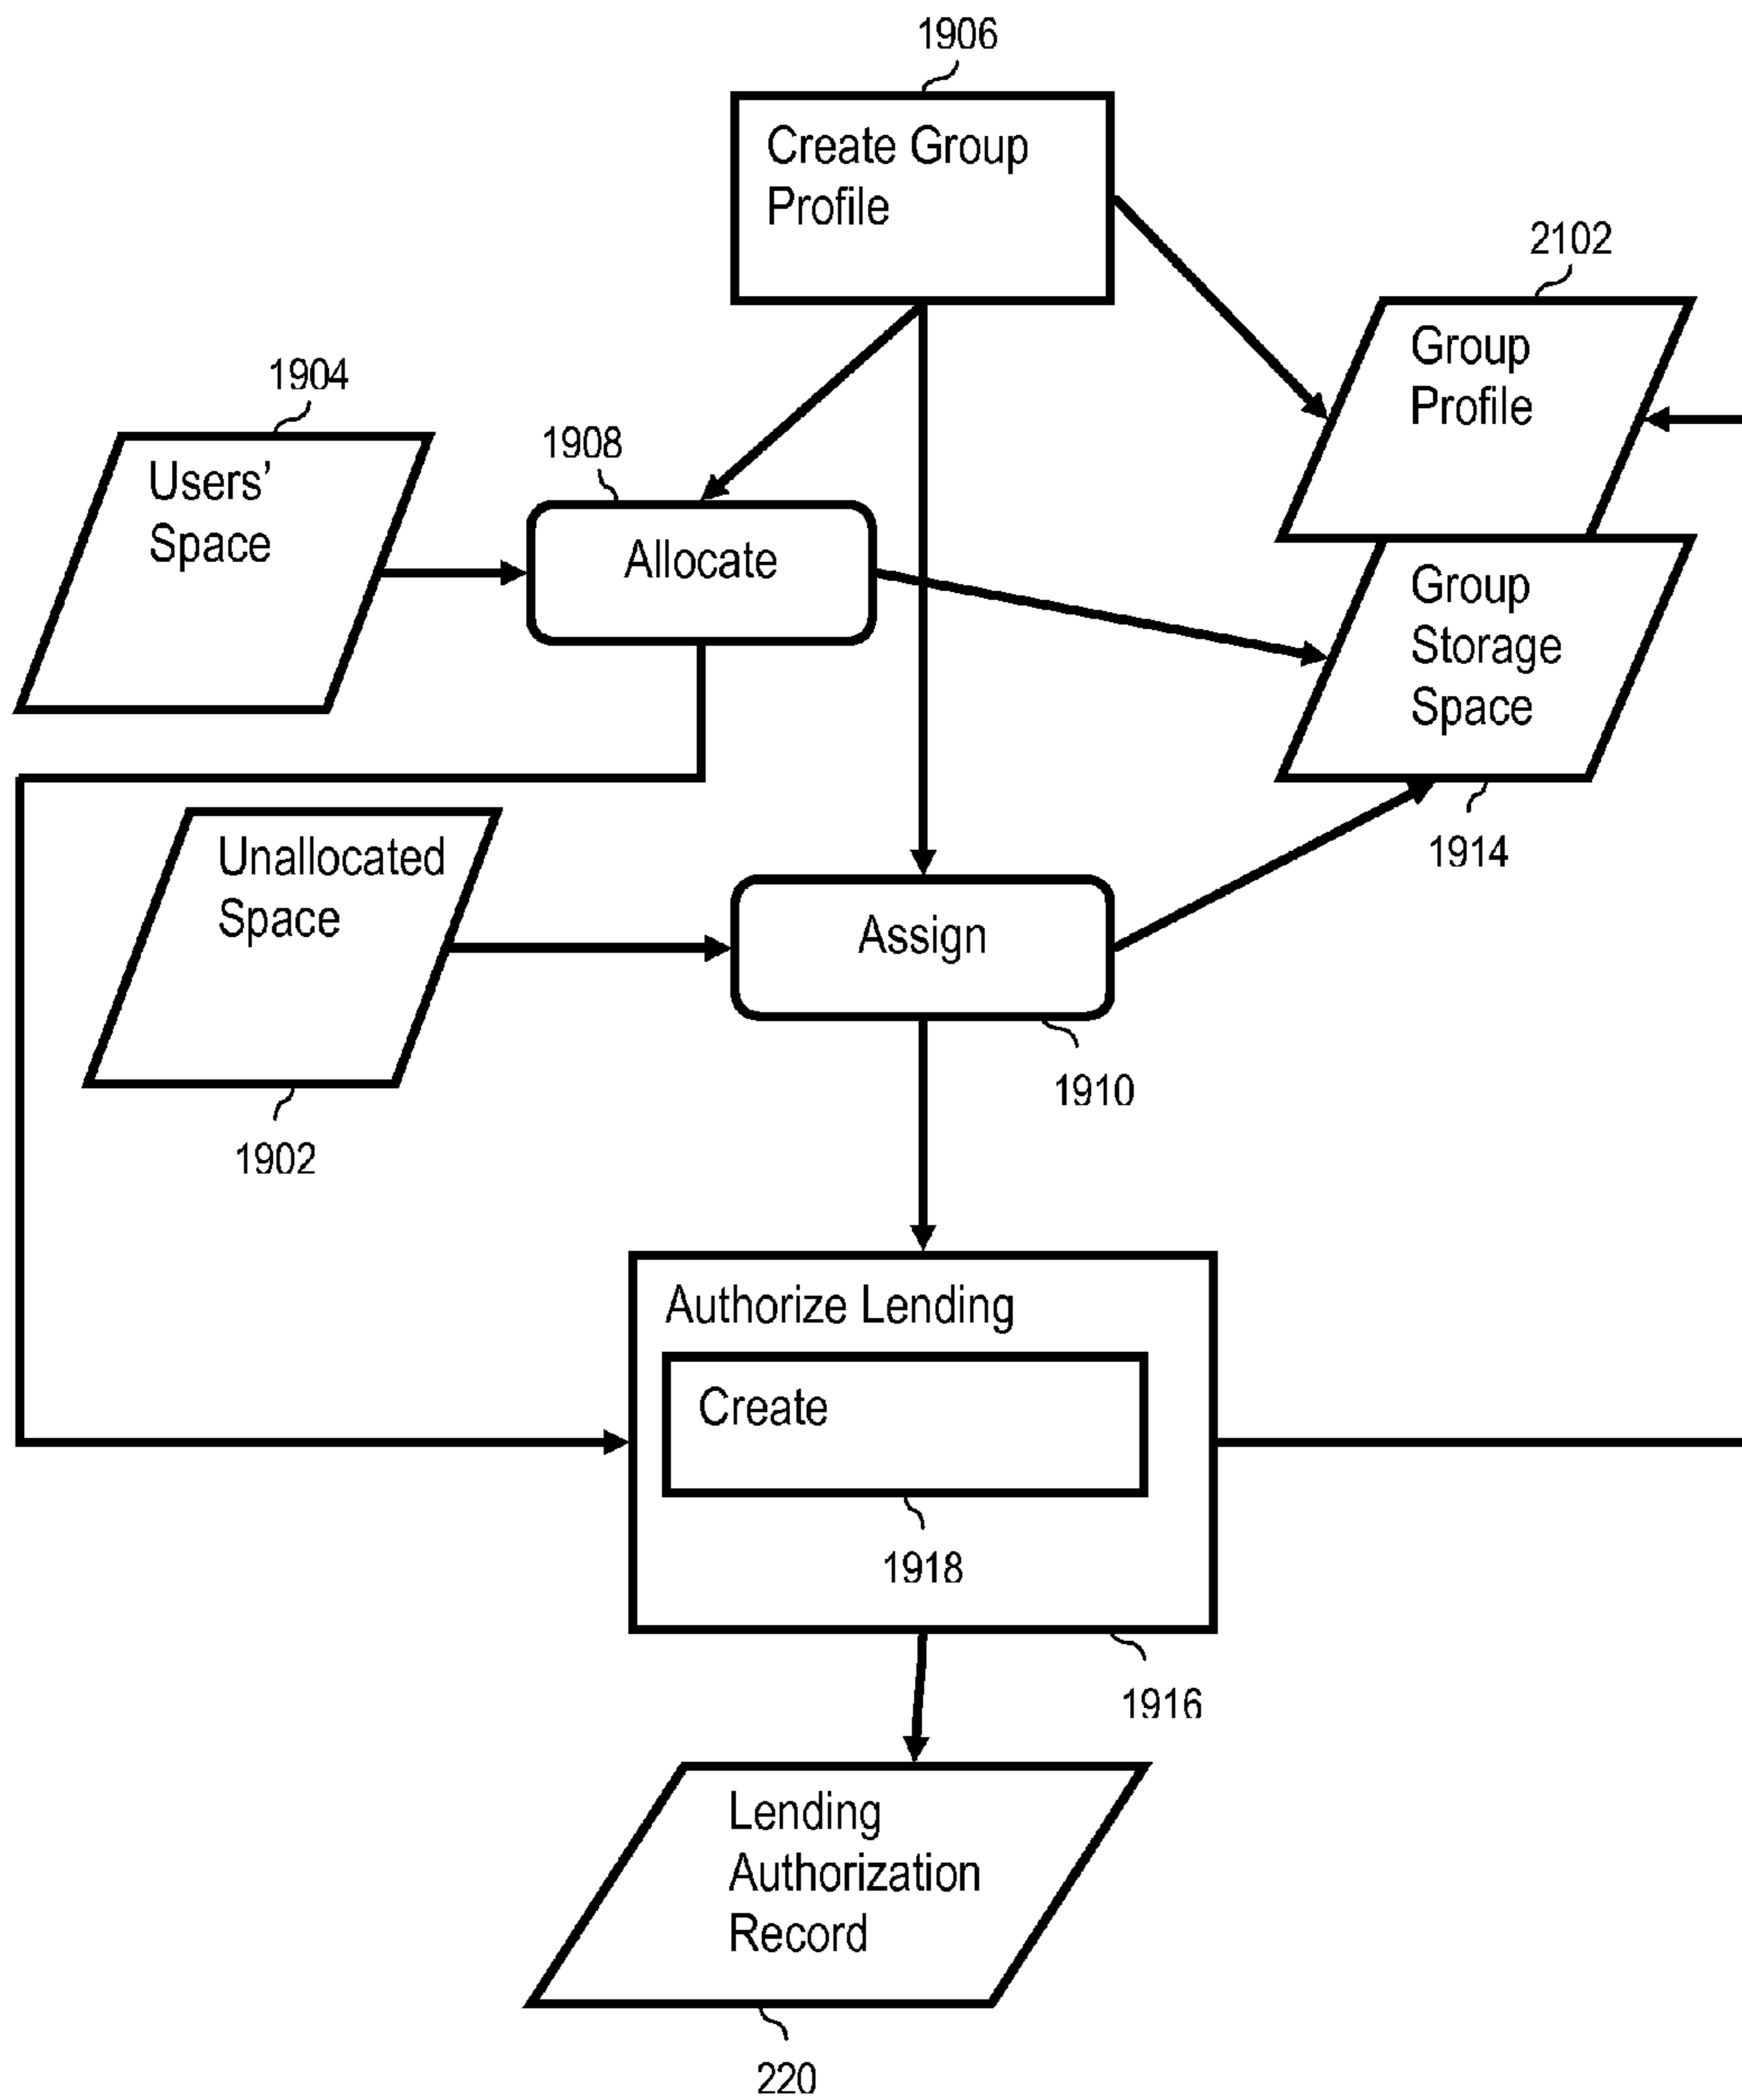 1906
Create Group
Profile
2102
Group
Profile
1904
Users’
Space
1908
Allocate
Group
Storage
Space
1914
Unallocated
Space
1902
Assign
1910
Authorize Lending
Create
1918
1916
Lending
Authorization
Record
220